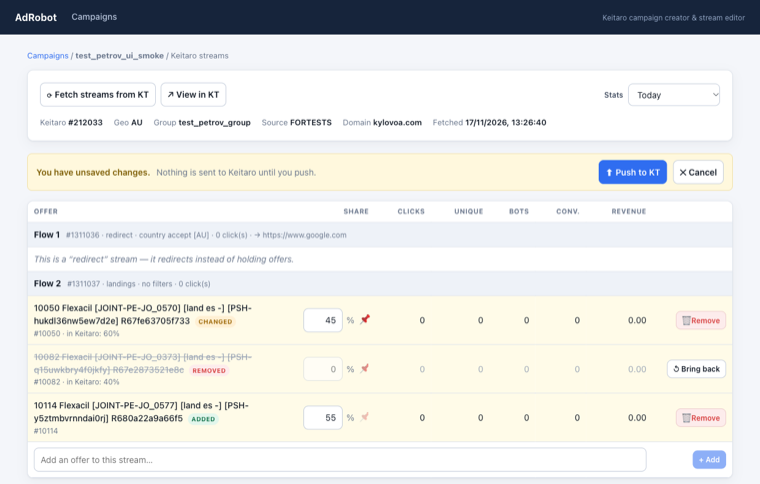 AdRobot Campaigns Keitaro campaign creator & stream editor
Campaigns / test_petrov_ui_smoke / Keitaro streams
⟳ Fetch streams from KT ↗ View in KT Stats Today
Keitaro #212033 Geo AU Group test_petrov_group Source FORTESTS Domain kylovoa.com Fetched 17/11/2026, 13:26:40
You have unsaved changes. Nothing is sent to Keitaro until you push. ⬆ Push to KT ✕ Cancel
OFFER SHARE CLICKS UNIQUE BOTS CONV. REVENUE
Flow 1 #1311036 · redirect · country accept [AU] · 0 click(s) · → https://www.google.com
This is a "redirect" stream — it redirects instead of holding offers.
Flow 2 #1311037 · landings · no filters · 0 click(s)
10050 Flexacil [JOINT-PE-JO_0570] [land es -] [PSH-
hukdl36nw5ew7d2e] R67fe63705f733 CHANGED 45 % 0 0 0 0 0.00 Remove
#10050 · in Keitaro: 60%
10082 Flexacil [JOINT-PE-JO_0373] [land es -] [PSH-
q15uwkbry4f0jkfy] R67e2873521e8c REMOVED 0 % 0 0 0 0 0.00 Bring back
#10082 · in Keitaro: 40%
10114 Flexacil [JOINT-PE-JO_0577] [land es -] [PSH-
y5ztmbvrnndai0rj] R680a22a9a66f5 ADDED 55 % 0 0 0 0 0.00 Remove
#10114
Add an offer to this stream... + Add